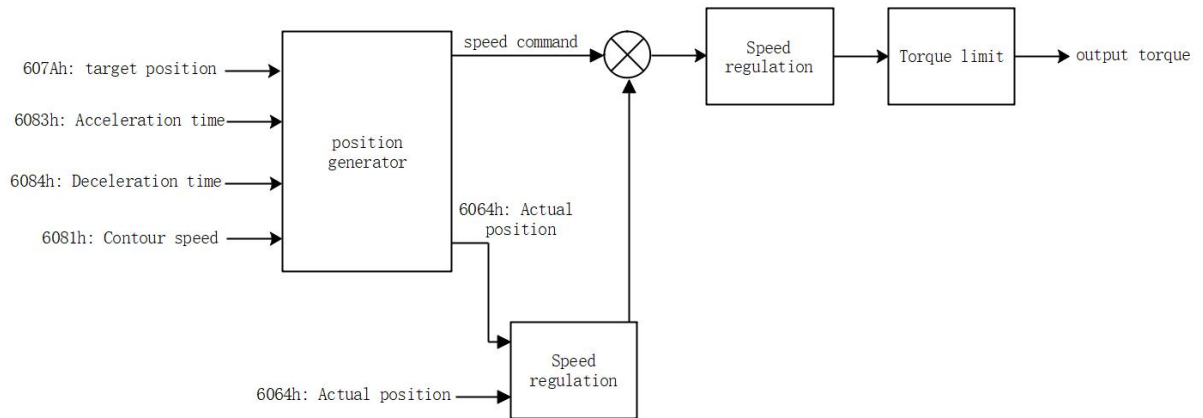 speed command
Speed
regulation
Torque limit
output torque
607Ah: target position
6083h: Acceleration time
position
generator
6084h: Deceleration time
6081h: Contour speed
6064h: Actual
position
Speed
regulation
6064h: Actual position